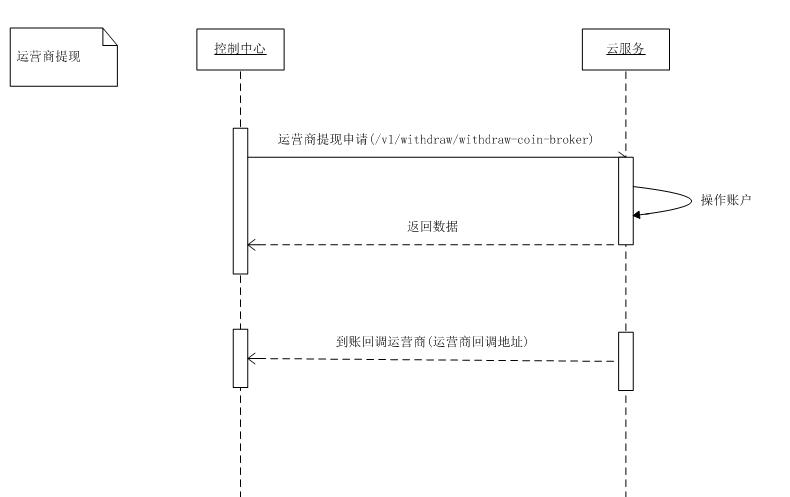 运营商提现
控制中心
云服务
运营商提现申请(/v1/withdraw/withdraw-coin-broker)
操作账户
返回数据
到账回调运营商(运营商回调地址)